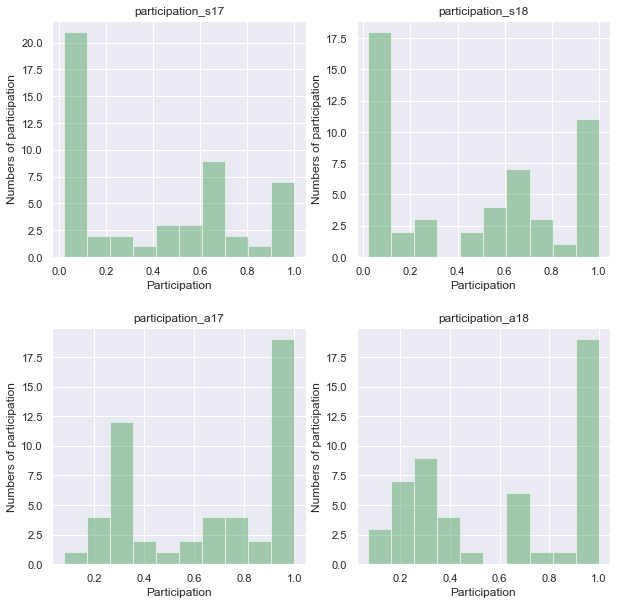 participation_s17
Numbers of participation
20.0
17.5
15.0
12.5
10.0
7.5
5.0
2.5
0.0
0.0 0.2 0.4 0.6 0.8 1.0
Participation
participation_s18
Numbers of participation
17.5
15.0
12.5
10.0
7.5
5.0
2.5
0.0
0.0 0.2 0.4 0.6 0.8 1.0
Participation
participation_a17
Numbers of participation
17.5
15.0
12.5
10.0
7.5
5.0
2.5
0.0
0.2 0.4 0.6 0.8 1.0
Participation
participation_a18
Numbers of participation
17.5
15.0
12.5
10.0
7.5
5.0
2.5
0.0
0.2 0.4 0.6 0.8 1.0
Participation